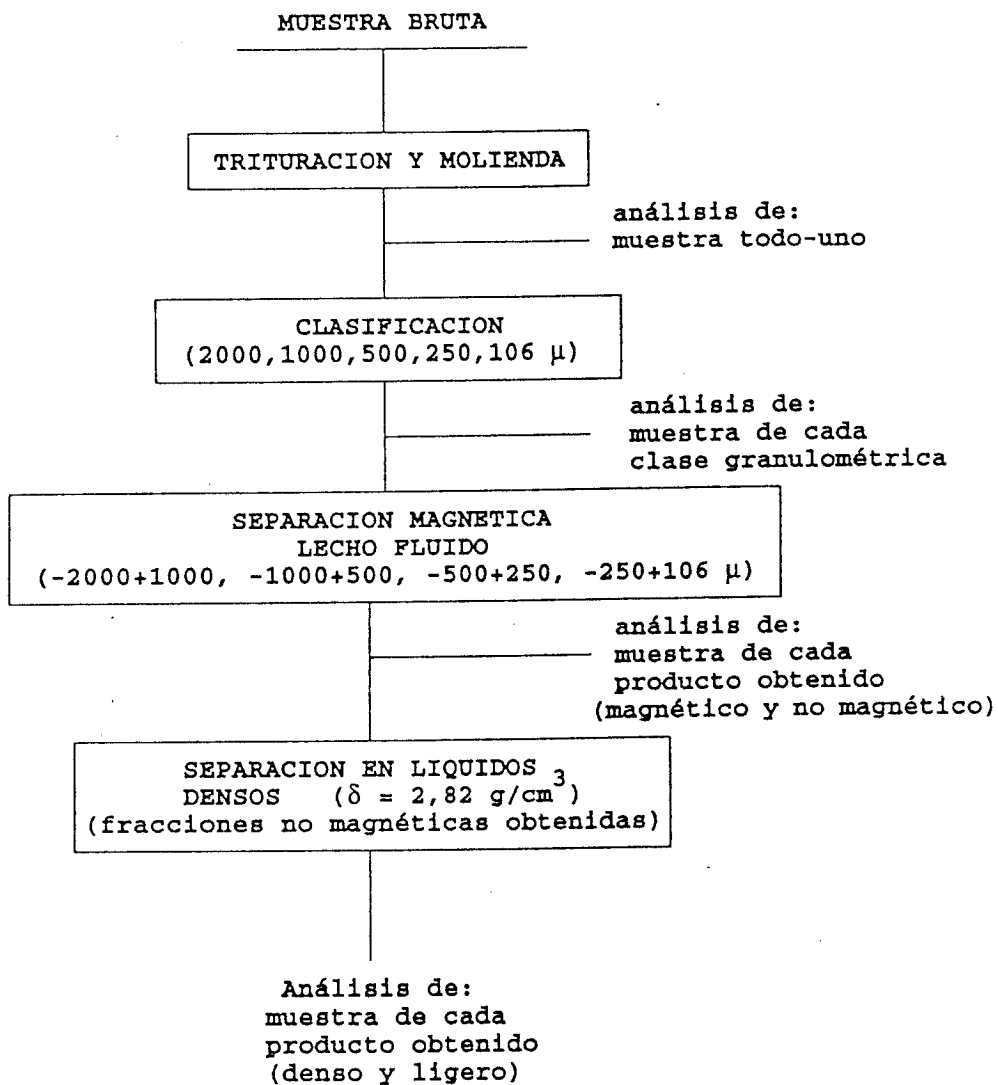 MUESTRA BRUTA
TRITURACION Y MOLIENDA
análisis de:
muestra todo-uno
CLASIFICACION
(2000,1000,500,250,106 μ)
análisis de:
muestra de cada
clase granulométrica
SEPARACION MAGNETICA
LECHO FLUIDO
(-2000+1000, -1000+500, -500+250, -250+106 μ)
análisis de:
muestra de cada
producto obtenido
(magnético y no magnético)
SEPARACION EN LIQUIDOS
DENSOS (δ = 2,82 g/cm³)
(fracciones no magnéticas obtenidas)
Análisis de:
muestra de cada
producto obtenido
(denso y ligero)